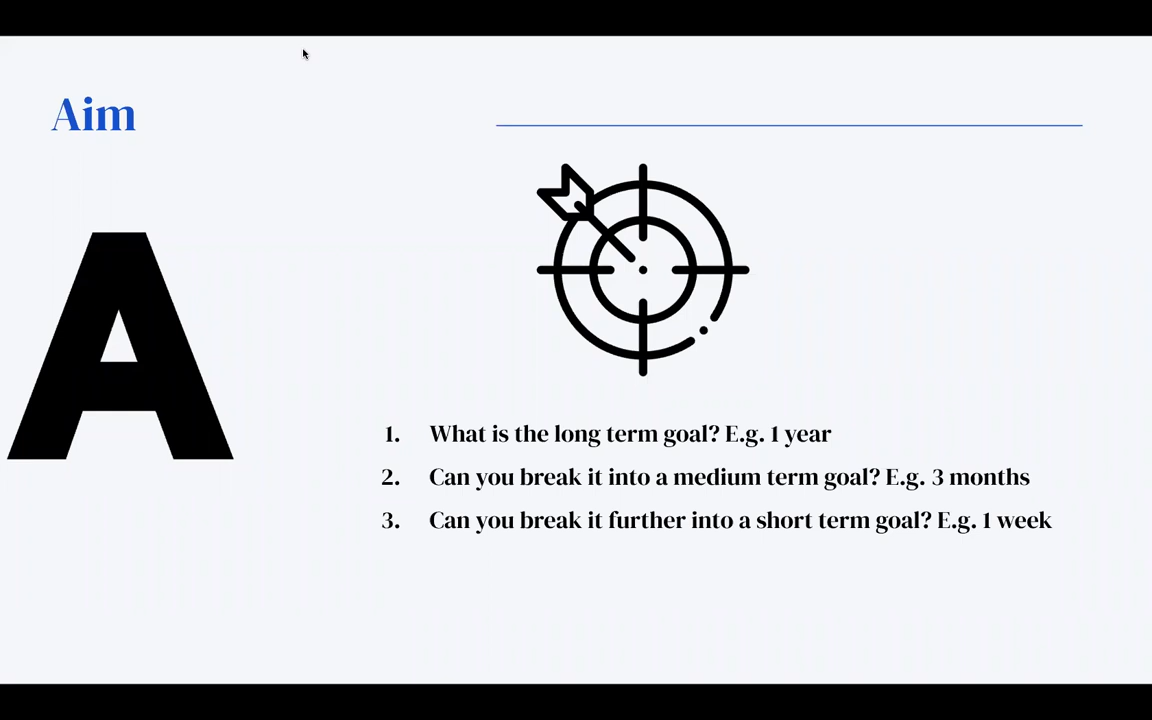 Aim
A
1. What is the long term goal? E.g. 1 year
2. Can you break it into a medium term goal? E.g. 3 months
3. Can you break it further into a short term goal? E.g. 1 week